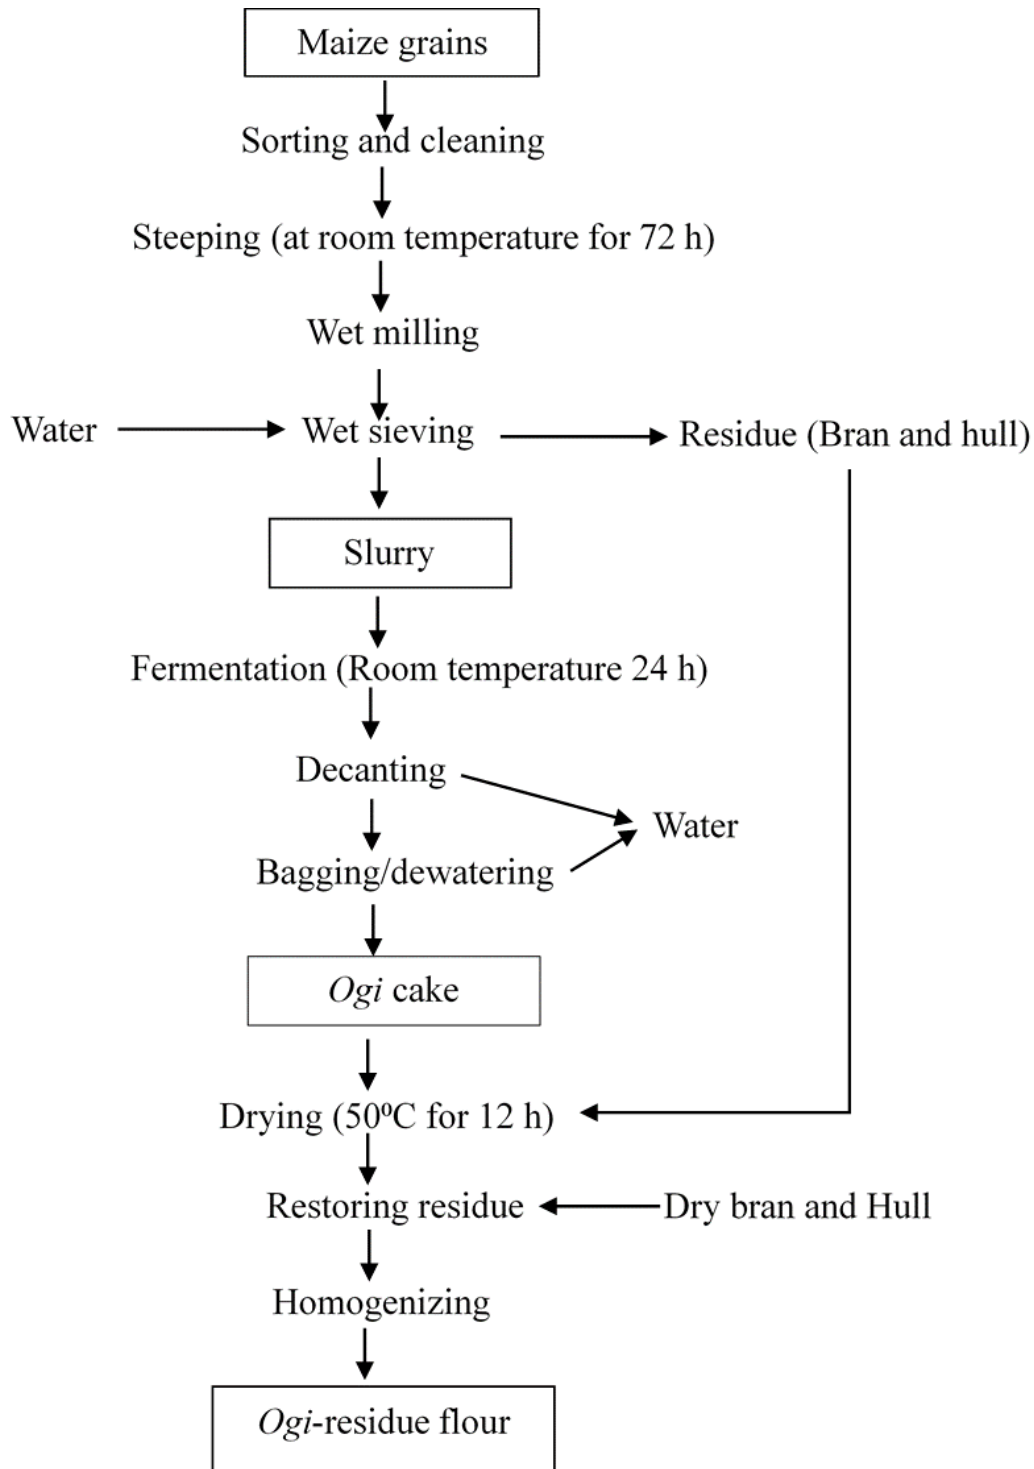 Maize grains
Sorting and cleaning
Steeping (at room temperature for 72 h)
Wet milling
Water
Wet sieving
Residue (Bran and hull)
Slurry
Fermentation (Room temperature 24 h)
Decanting
Water
Bagging/dewatering
Ogi cake
Drying (50⁰C for 12 h)
Restoring residue
Dry bran and Hull
Homogenizing
Ogi-residue flour